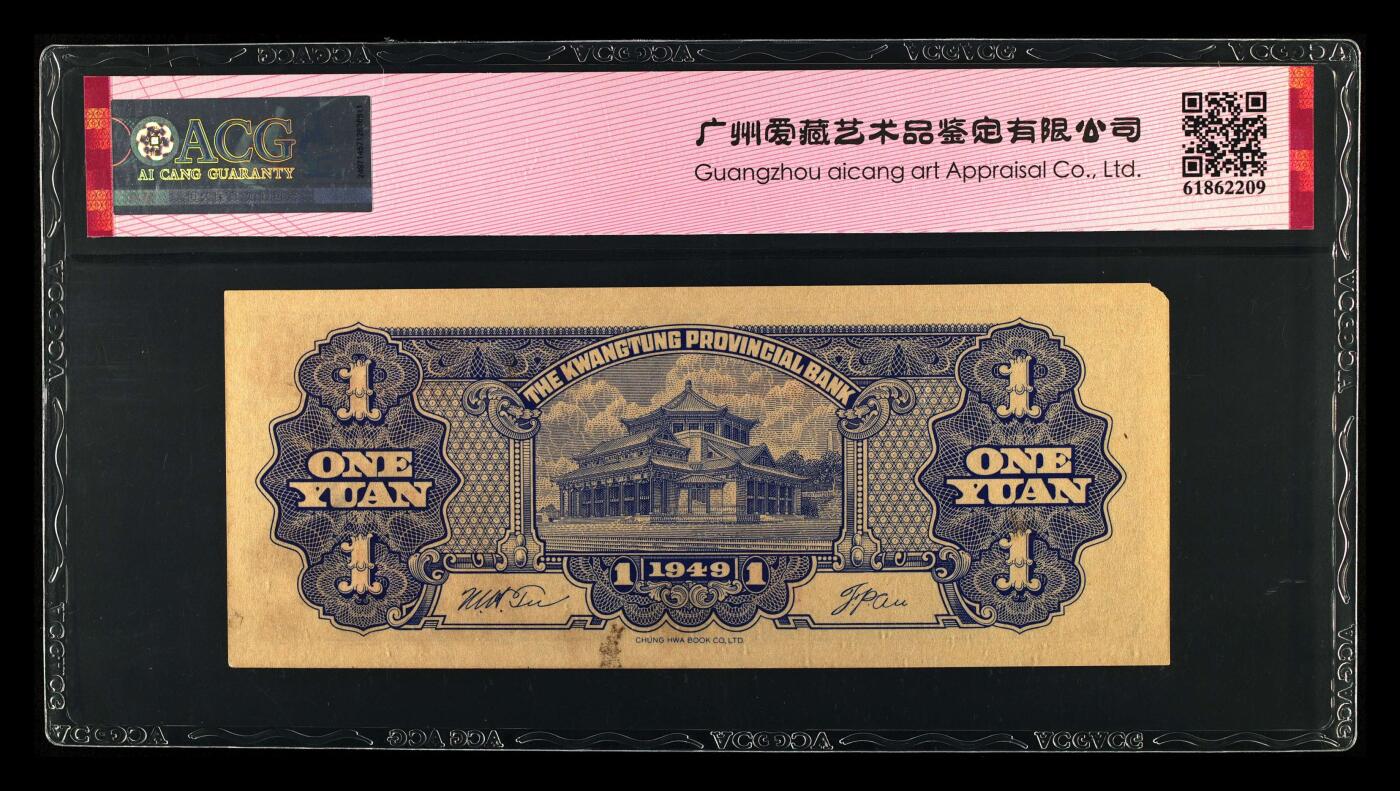 ACG
AI CANG GUARANTY
广州爱藏艺术品鉴定有限公司
Guangzhou aicang art Appraisal Co., Ltd.
61862209
THE KWANGTUNG PROVINCIAL BANK
1
1
ONE
YUAN
ONE
YUAN
1
1
1 1949 1
CHUNG HWA BOOK CO, LTD.